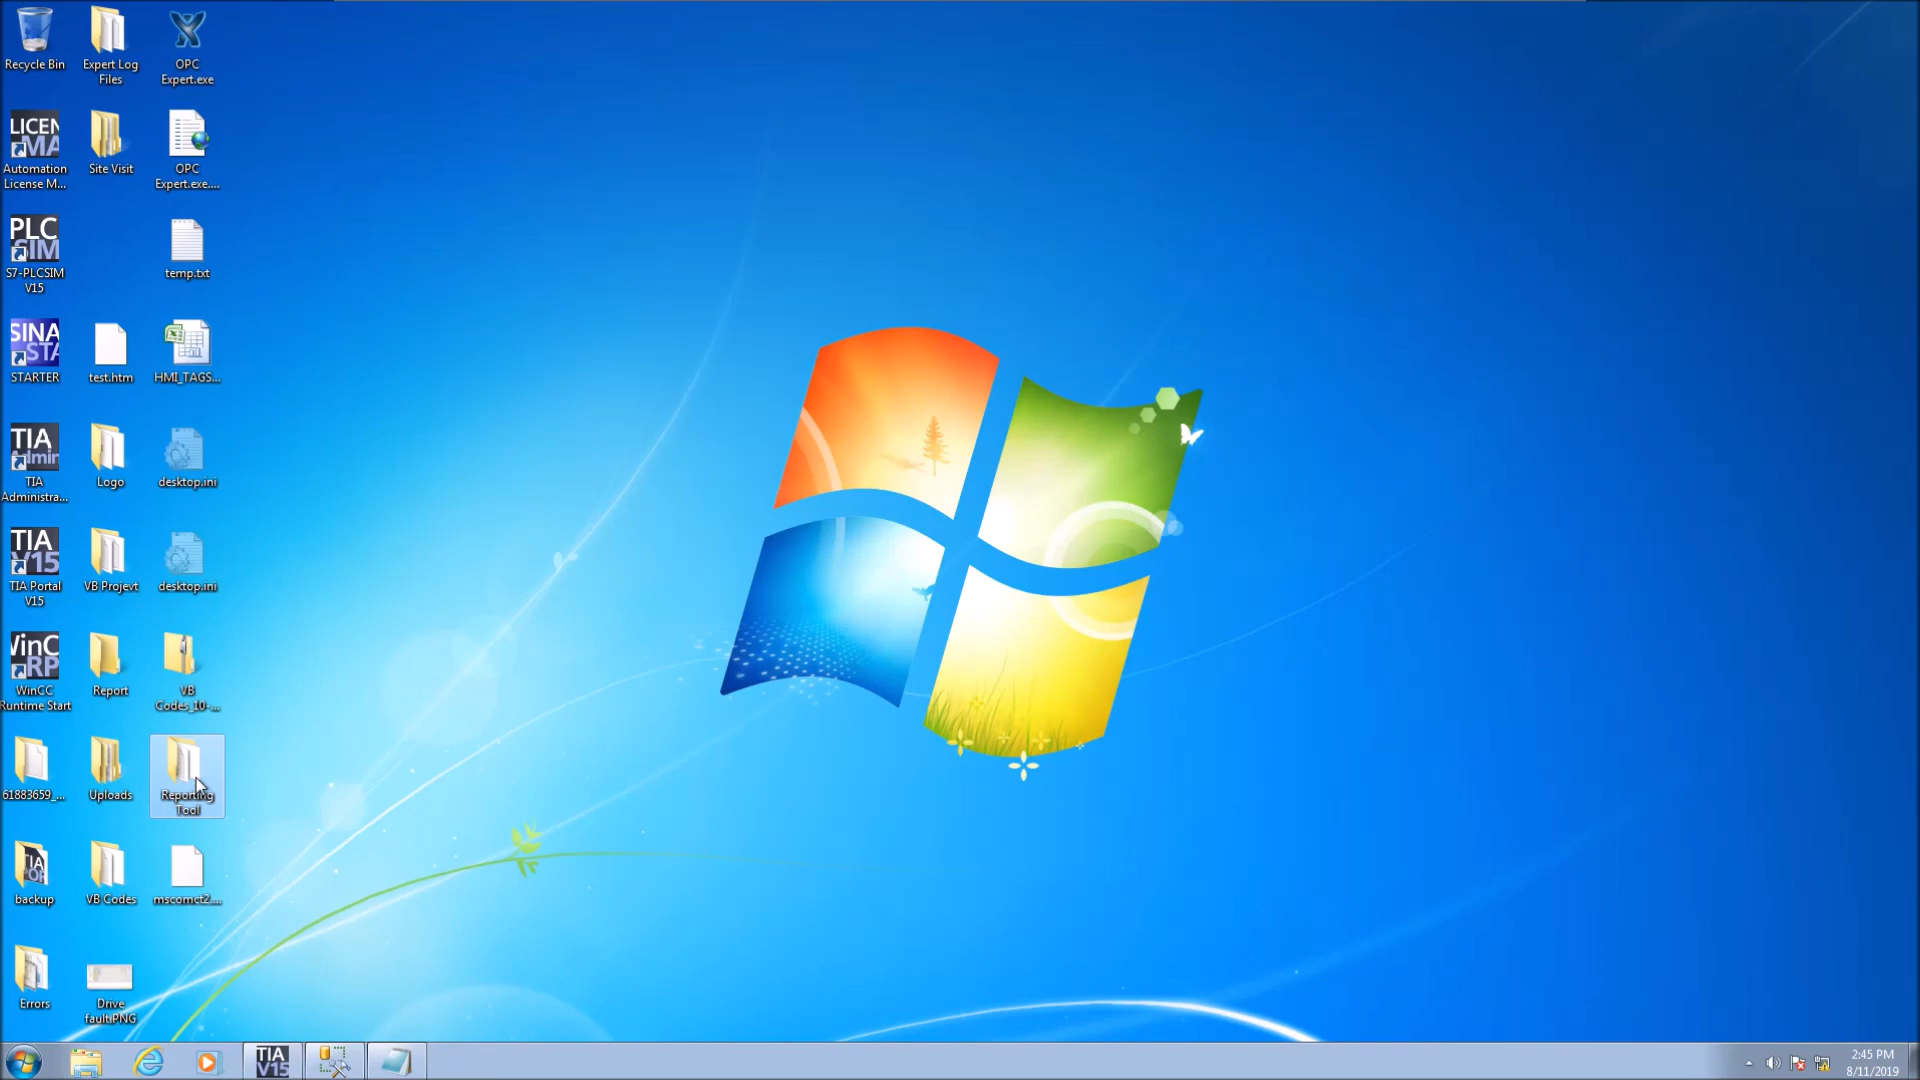 Recycle Bin
Expert Log
Files
OPC
Expert.exe
LICEN
MA
Automation
License M...
Site Visit
OPC
Expert.exe....
PLC
SIM
S7-PLCSIM
V15
temp.txt
SINA
STA
STARTER
test.htm
HMI_TAGS...
TIA
Admin
TIA
Administra...
Logo
desktop.ini
TIA
V15
TIA Portal
V15
VB Projevt
desktop.ini
WinC
RP
WinCC
Runtime Start
Report
VB
Codes_10-...
61883659_...
Uploads
Reporting
Tool
backup
VB Codes
mscomct2....
Errors
Drive
fault.PNG
TIA
V15
2:45 PM
8/11/2019